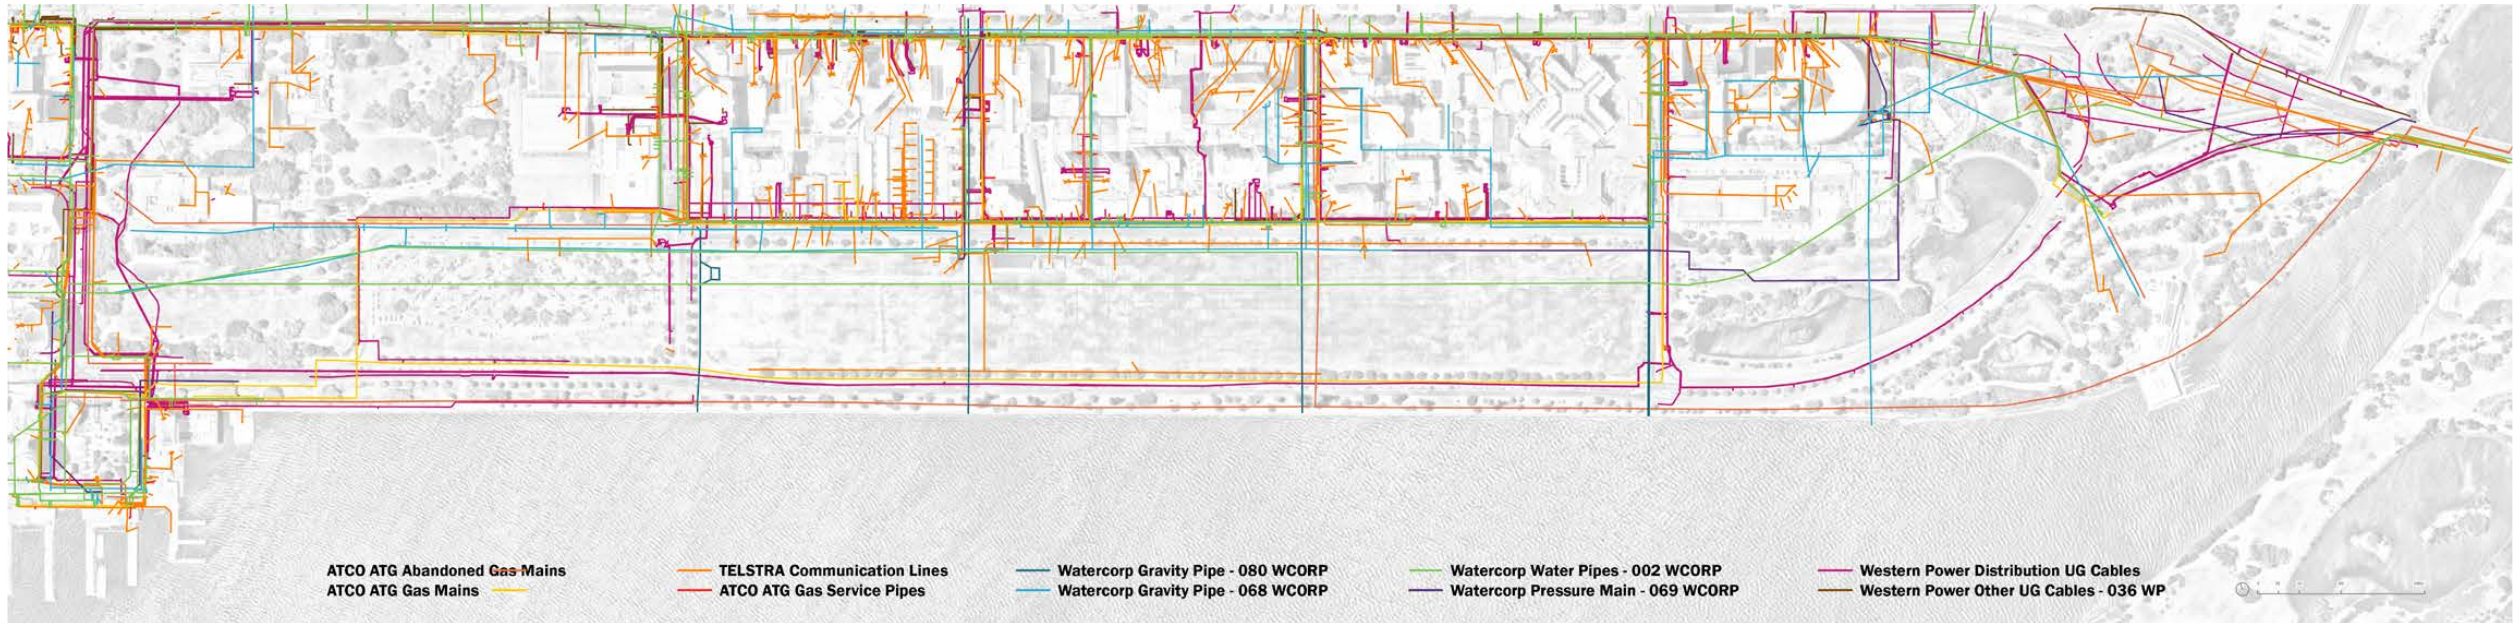 ATCO ATG Abandoned Gas Mains
ATCO ATG Gas Mains
TELSTRA Communication Lines
ATCO ATG Gas Service Pipes
Watercorp Gravity Pipe - 080 WCORP
Watercorp Gravity Pipe - 068 WCORP
Watercorp Water Pipes - 002 WCORP
Watercorp Pressure Main - 069 WCORP
Western Power Distribution UG Cables
Western Power Other UG Cables - 036 WP